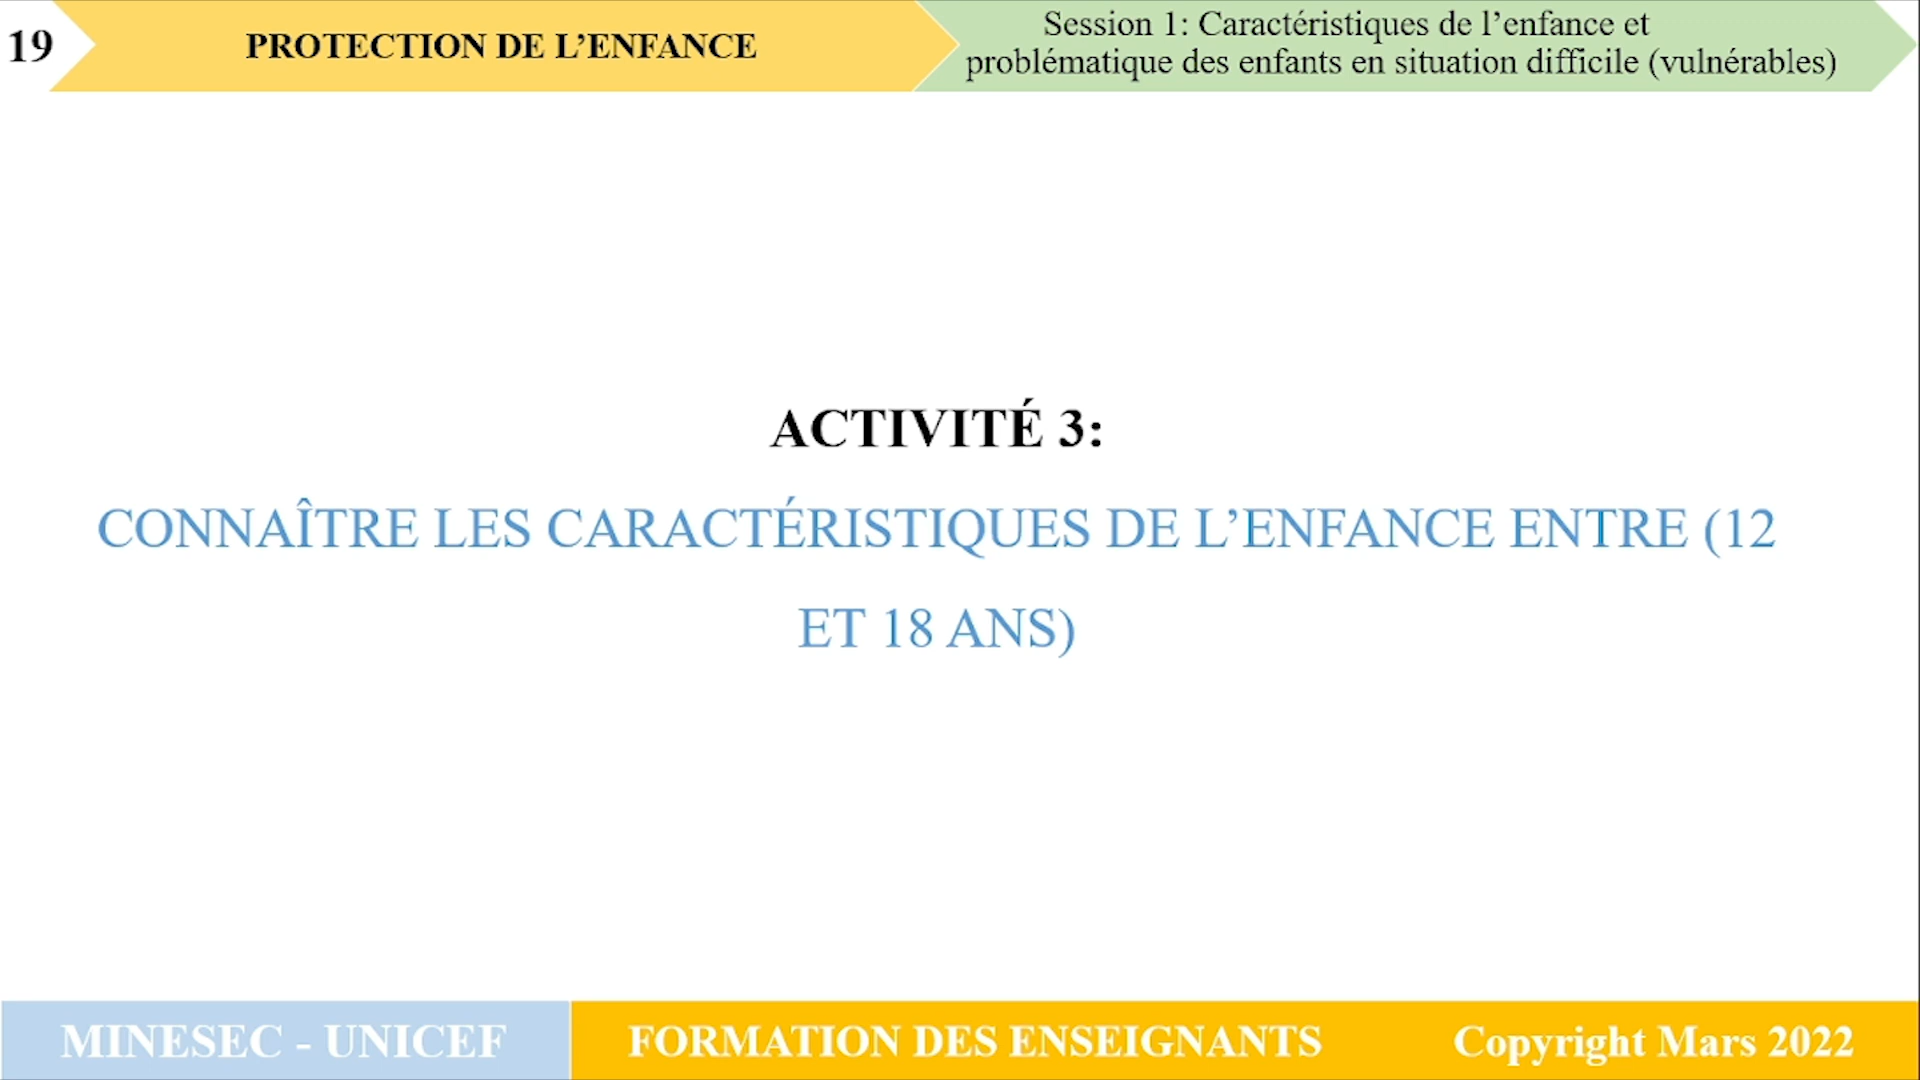 19
PROTECTION DE L’ENFANCE
Session 1: Caractéristiques de l’enfance et
problématique des enfants en situation difficile (vulnérables)
ACTIVITÉ 3:
CONNAÎTRE LES CARACTÉRISTIQUES DE L’ENFANCE ENTRE (12
ET 18 ANS)
MINESEC - UNICEF
FORMATION DES ENSEIGNANTS
Copyright Mars 2022